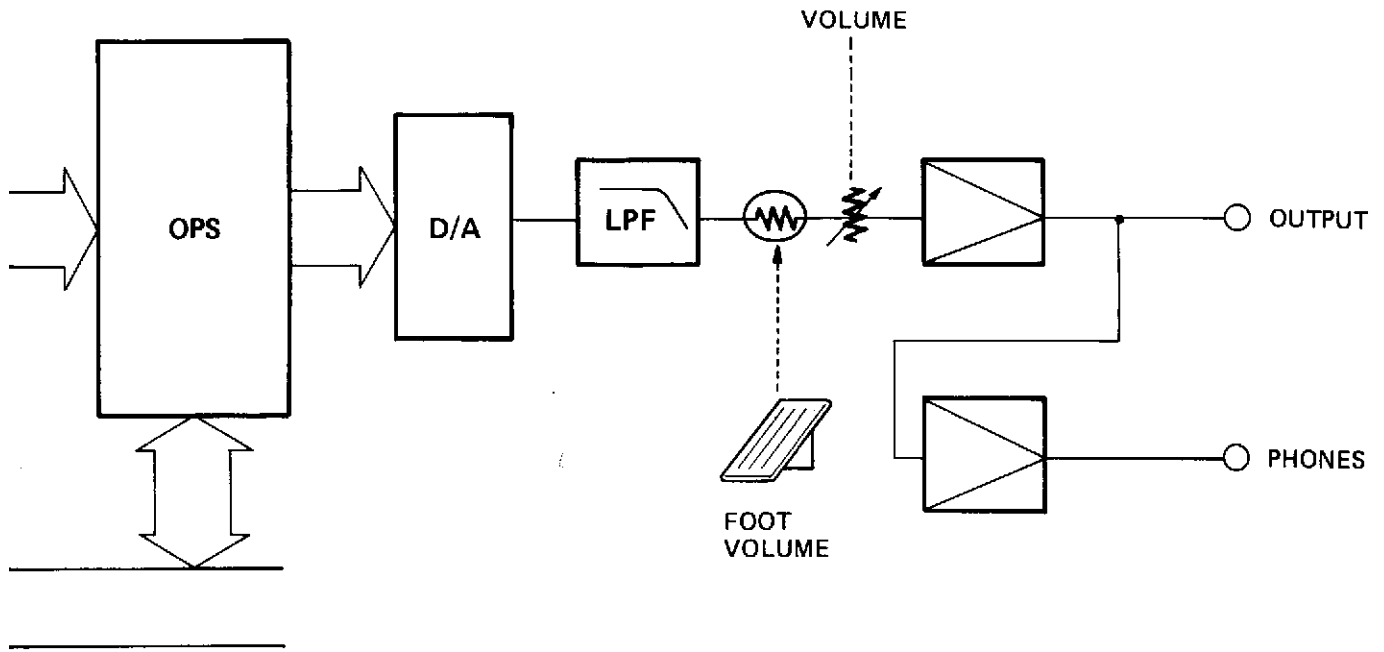 VOLUME
OPS
D/A
LPF
OUTPUT
FOOT
VOLUME
PHONES